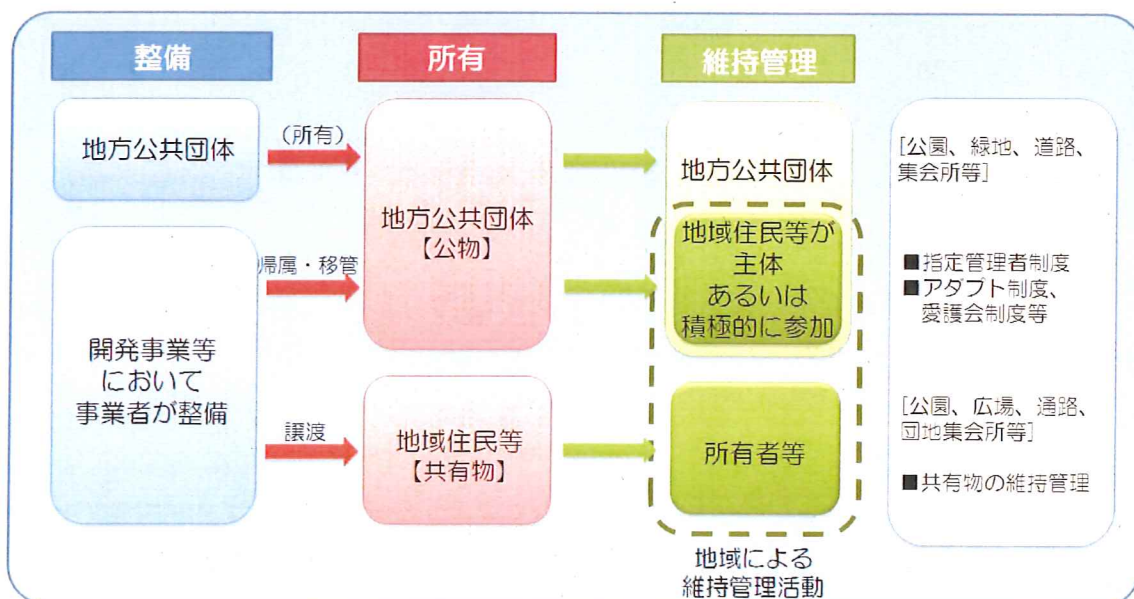 整備
所有
維持管理
地方公共団体
(所有)
地方公共団体
【公物】
地方公共団体
[公園、緑地、道路、
集会所等]
帰属・移管
地域住民等が
主体
あるいは
積極的に参加
■指定管理者制度
■アダプト制度、
愛護会制度等
開発事業等
において
事業者が整備
譲渡
地域住民等
【共有物】
所有者等
[公園、広場、通路、
団地集会所等]
■共有物の維持管理
地域による
維持管理活動